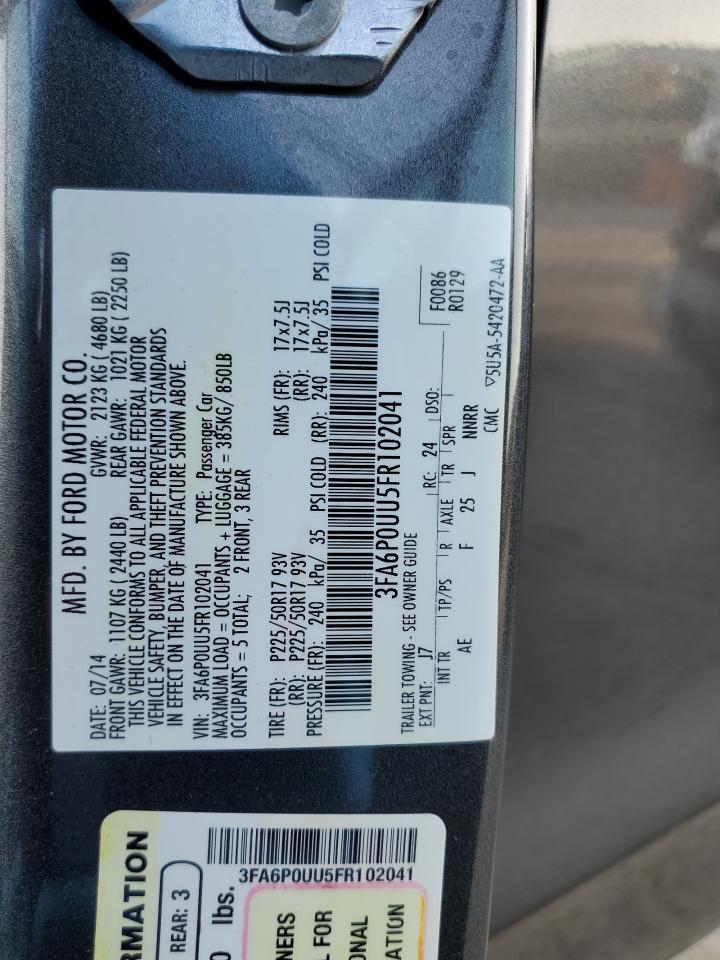 MFD. BY FORD MOTOR CO.
DATE: 07/14 GVWR: 2123 KG ( 4680 LB)
FRONT GAWR: 1107 KG ( 2440 LB) REAR GAWR: 1021 KG ( 2250 LB)
THIS VEHICLE CONFORMS TO ALL APPLICABLE FEDERAL MOTOR
VEHICLE SAFETY, BUMPER, AND THEFT PREVENTION STANDARDS
IN EFFECT ON THE DATE OF MANUFACTURE SHOWN ABOVE.
VIN: 3FA6P0UU5FR102041 TYPE: Passenger Car
MAXIMUM LOAD = OCCUPANTS + LUGGAGE = 385KG/ 850LB
OCCUPANTS = 5 TOTAL; 2 FRONT, 3 REAR
TIRE (FR): P225/50R17 93V RIMS (FR): 17x7.5J
(RR): P225/50R17 93V (RR): 17x7.5J
PRESSURE (FR): 240 kPa/ 35 PSI COLD (RR): 240 kPa/ 35 PSI COLD
3FA6P0UU5FR102041
TRAILER TOWING - SEE OWNER GUIDE
F0086
R0129
EXT PNT: J7 RC: 24 DSO:
INT TR TP/PS R AXLE TR SPR
AE F 25 J NNRR
CMC
▽5U5A-5420472-AA
RMATION
REAR: 3
0 lbs.
3FA6P0UU5FR102041
NERS
L FOR
ONAL
ATION